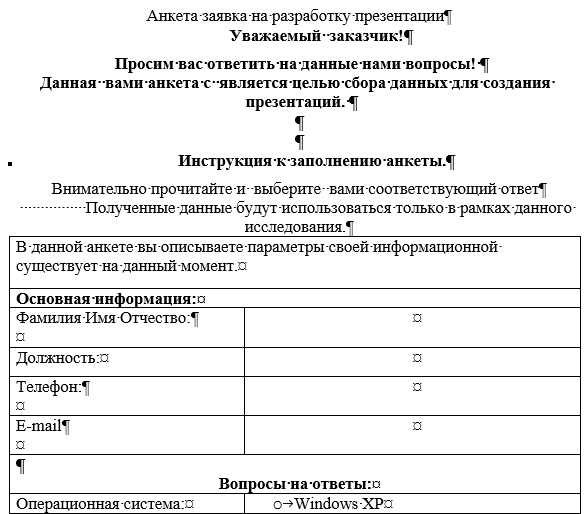 Анкета заявка на разработку презентации
Уважаемый заказчик!
Просим вас ответить на данные нами вопросы!
Данная вами анкета с является целью сбора данных для создания
презентаций.
Инструкция к заполнению анкеты.
Внимательно прочитайте и выберите вами соответствующий ответ
Полученные данные будут использоваться только в рамках данного
исследования.
В данной анкете вы описываете параметры своей информационной
существует на данный момент.
Основная информация:
Фамилия Имя Отчество:
Должность:
Телефон:
E-mail
Вопросы на ответы:
Операционная система: o Windows XP